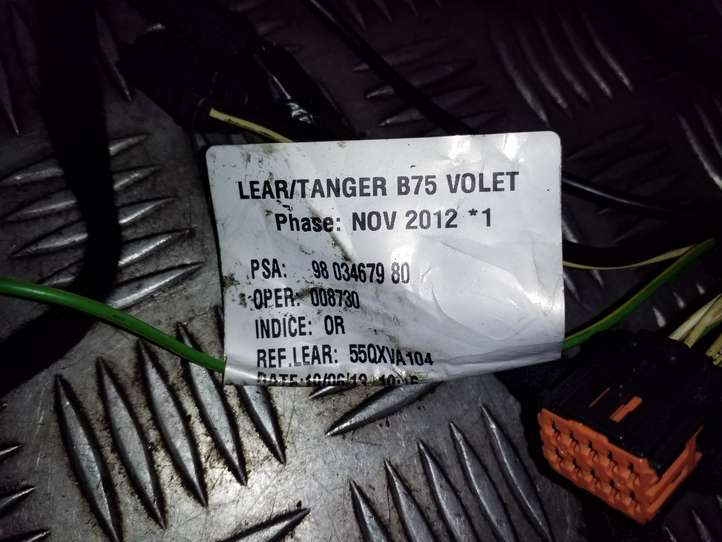 LEAR/TANGER B75 VOLET
Phase: NOV 2012 *1
PSA: 98 034679 80
OPER: 008730
INDICE: OR
REF.LEAR: 55QXVA104
DATE: